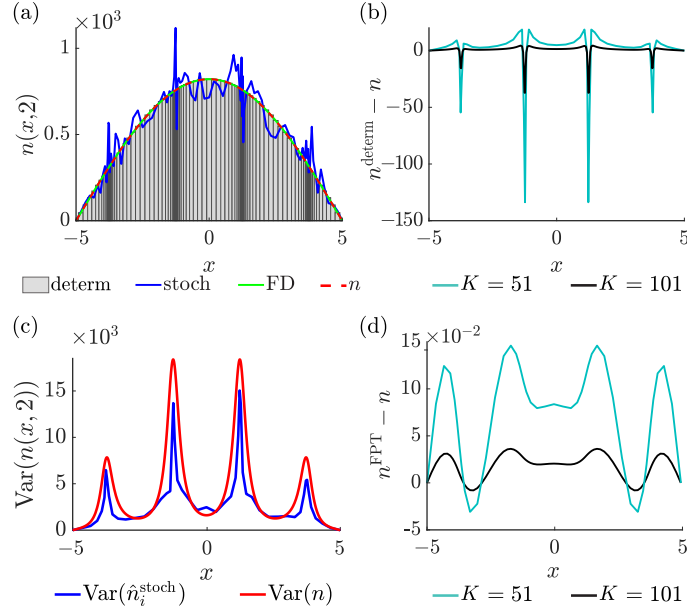 (a)
×10³
1
0.5
0
n(x,2)
−5
0
5
x
determ
stoch
FD
n
(b)
0
−50
−100
−150
n^determ − n
−5
0
5
x
K = 51
K = 101
(c)
×10³
15
10
5
0
Var(n(x, 2))
−5
0
5
x
Var(n̂ᵢ^stoch)
Var(n)
(d)
×10⁻²
15
10
5
0
-5
n^FPT − n
−5
0
5
x
K = 51
K = 101